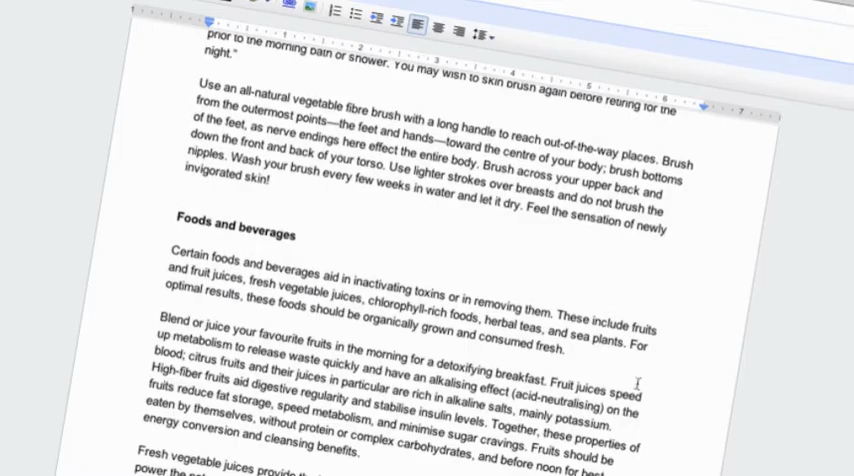 1 2 3 4 5 6 7
prior to the morning bath or shower. You may wish to skin brush again before retiring for the
night."
Use an all-natural vegetable fibre brush with a long handle to reach out-of-the-way places. Brush
from the outermost points—the feet and hands—toward the centre of your body; brush bottoms
of the feet, as nerve endings here effect the entire body. Brush across your upper back and
down the front and back of your torso. Use lighter strokes over breasts and do not brush the
nipples. Wash your brush every few weeks in water and let it dry. Feel the sensation of newly
invigorated skin!
Foods and beverages
Certain foods and beverages aid in inactivating toxins or in removing them. These include fruits
and fruit juices, fresh vegetable juices, chlorophyll-rich foods, herbal teas, and sea plants. For
optimal results, these foods should be organically grown and consumed fresh.
Blend or juice your favourite fruits in the morning for a detoxifying breakfast. Fruit juices speed
up metabolism to release waste quickly and have an alkalising effect (acid-neutralising) on the
blood; citrus fruits and their juices in particular are rich in alkaline salts, mainly potassium.
High-fiber fruits aid digestive regularity and stabilise insulin levels. Together, these properties of
fruits reduce fat storage, speed metabolism, and minimise sugar cravings. Fruits should be
eaten by themselves, without protein or complex carbohydrates, and before noon for best
energy conversion and cleansing benefits.
Fresh vegetable juices provide
power the